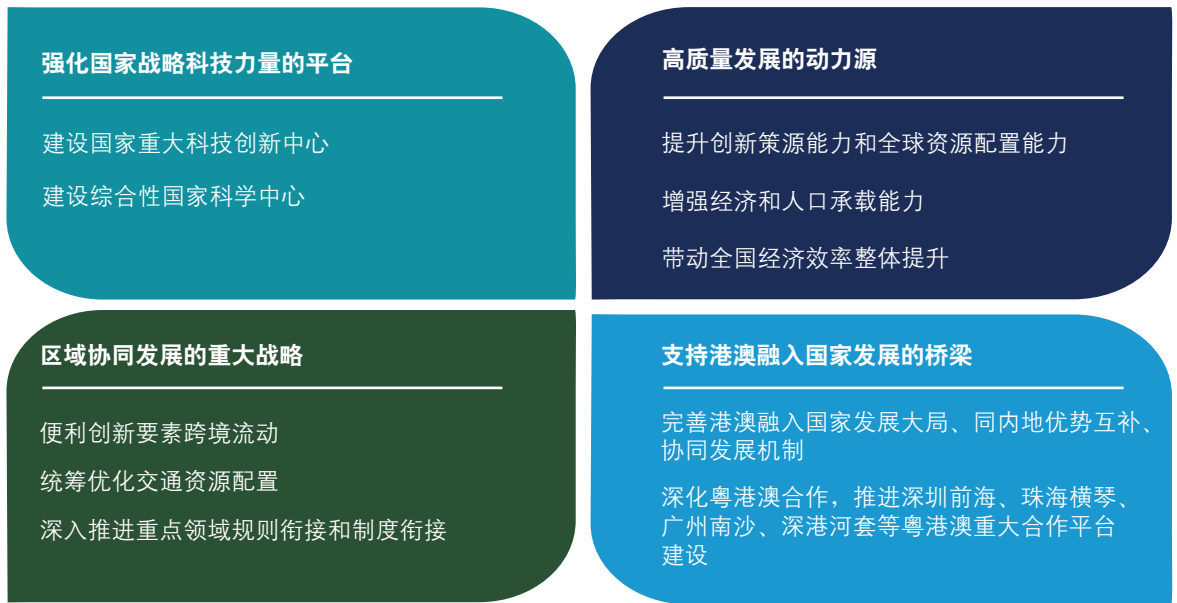 强化国家战略科技力量的平台
建设国家重大科技创新中心
建设综合性国家科学中心
高质量发展的动力源
提升创新策源能力和全球资源配置能力
增强经济和人口承载能力
带动全国经济效率整体提升
区域协同发展的重大战略
便利创新要素跨境流动
统筹优化交通资源配置
深入推进重点领域规则衔接和制度衔接
支持港澳融入国家发展的桥梁
完善港澳融入国家发展大局、同内地优势互补、
协同发展机制
深化粤港澳合作，推进深圳前海、珠海横琴、
广州南沙、深港河套等粤港澳重大合作平台
建设